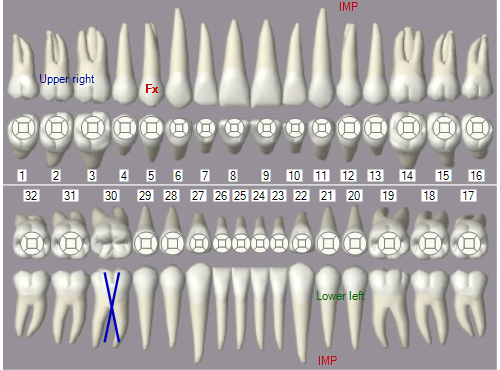 IMP
Upper right
Fx
1 2 3 4 5 6 7 8 9 10 11 12 13 14 15 16
32 31 30 29 28 27 26 25 24 23 22 21 20 19 18 17
Lower left
IMP